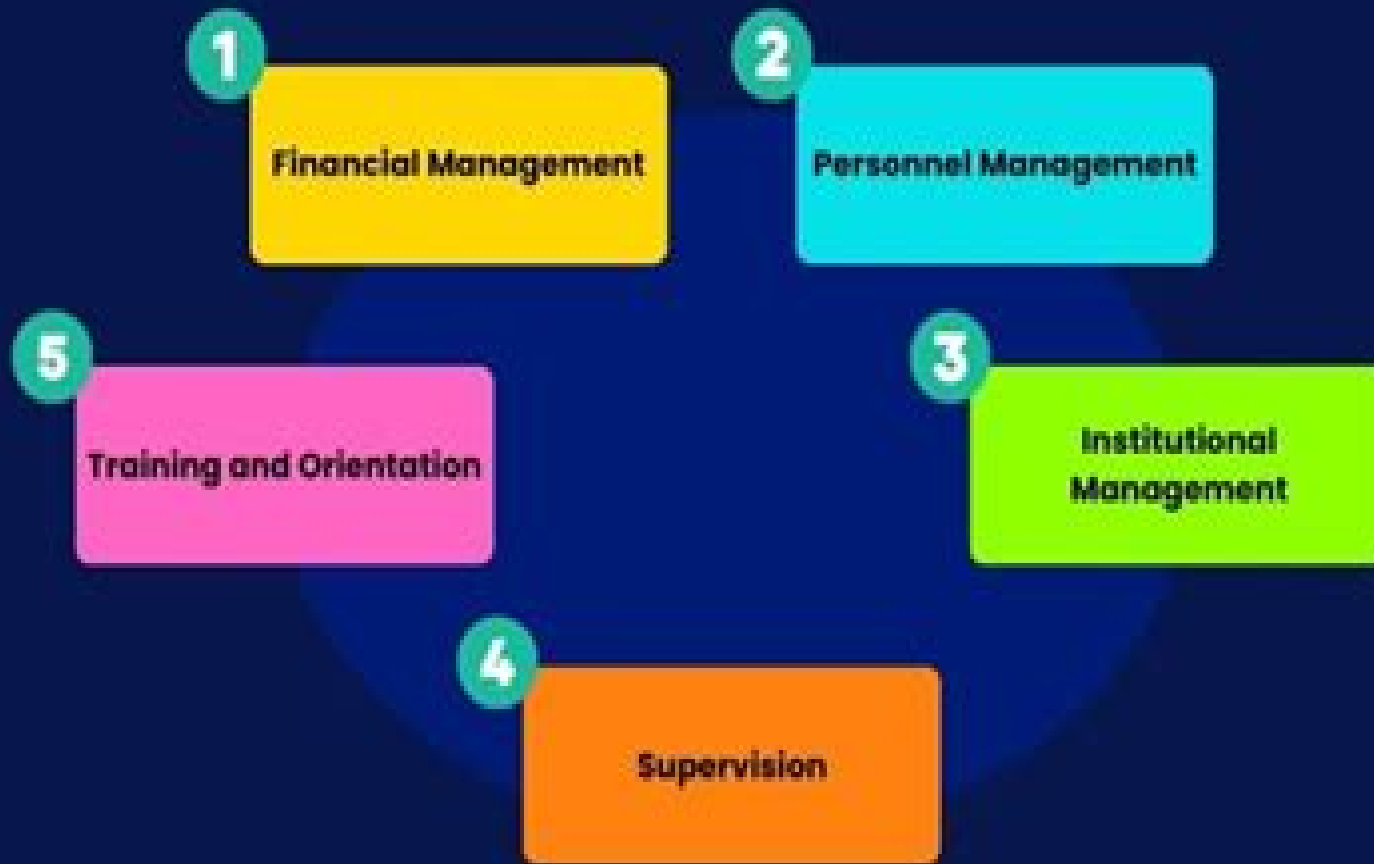 1
Financial Management
2
Personnel Management
3
Institutional
Management
4
Supervision
5
Training and Orientation